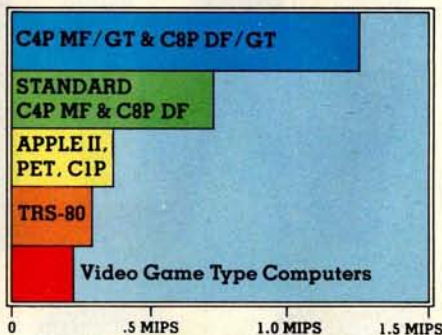 C4P MF/GT & C8P DF/GT
STANDARD
C4P MF & C8P DF
APPLE II,
PET, C1P
TRS-80
Video Game Type Computers
0 .5 MIPS 1.0 MIPS 1.5 MIPS